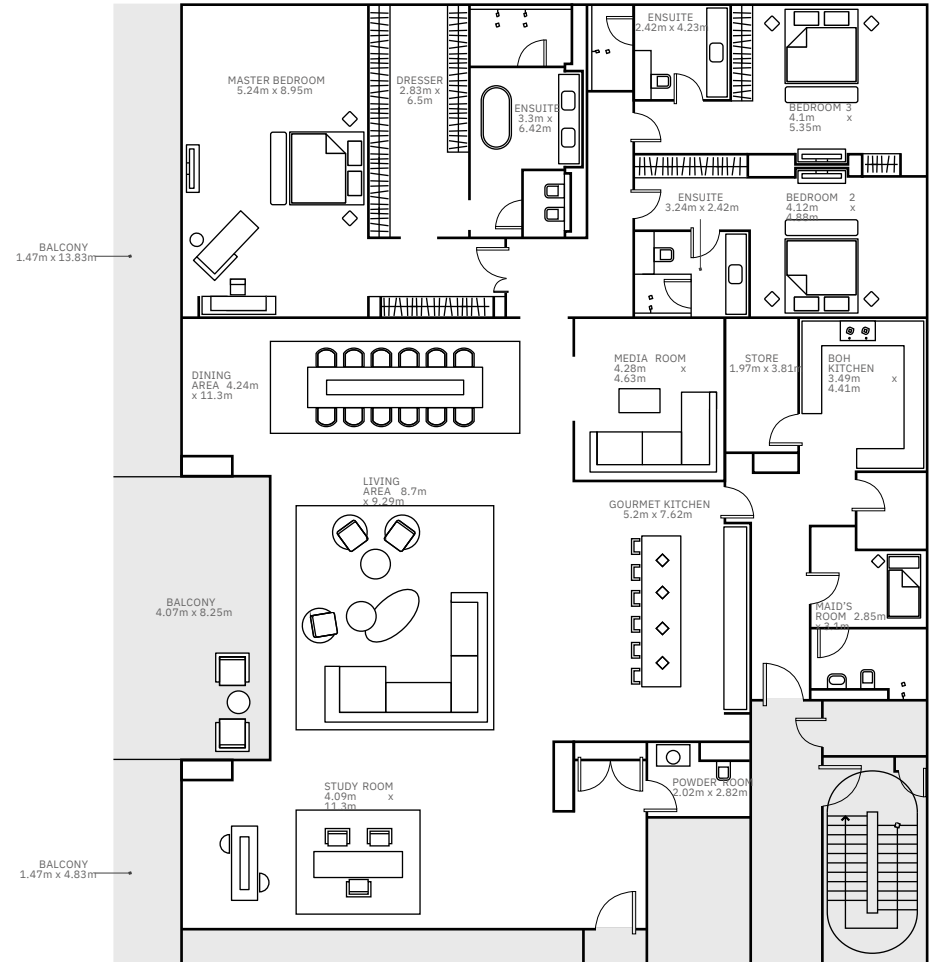 ENSUITE
2.42m x 4.23m
MASTER BEDROOM
5.24m x 8.95m
DRESSER
2.83m x
6.5m
ENSUITE
3.3m x
6.42m
BEDROOM 3
4.1m x
5.35m
ENSUITE
3.24m x 2.42m
BEDROOM 2
4.12m x
4.88m
BALCONY
1.47m x 13.83m
DINING
AREA 4.24m
x 11.3m
MEDIA ROOM
4.28m x
4.63m
STORE
1.97m x 3.81m
BOH
KITCHEN
3.49m x
4.41m
LIVING
AREA 8.7m
x 9.29m
GOURMET KITCHEN
5.2m x 7.62m
BALCONY
4.07m x 8.25m
MAID'S
ROOM 2.85m
x 3.1m
STUDY ROOM
4.09m x
11.3m
POWDER ROOM
2.02m x 2.82m
BALCONY
1.47m x 4.83m